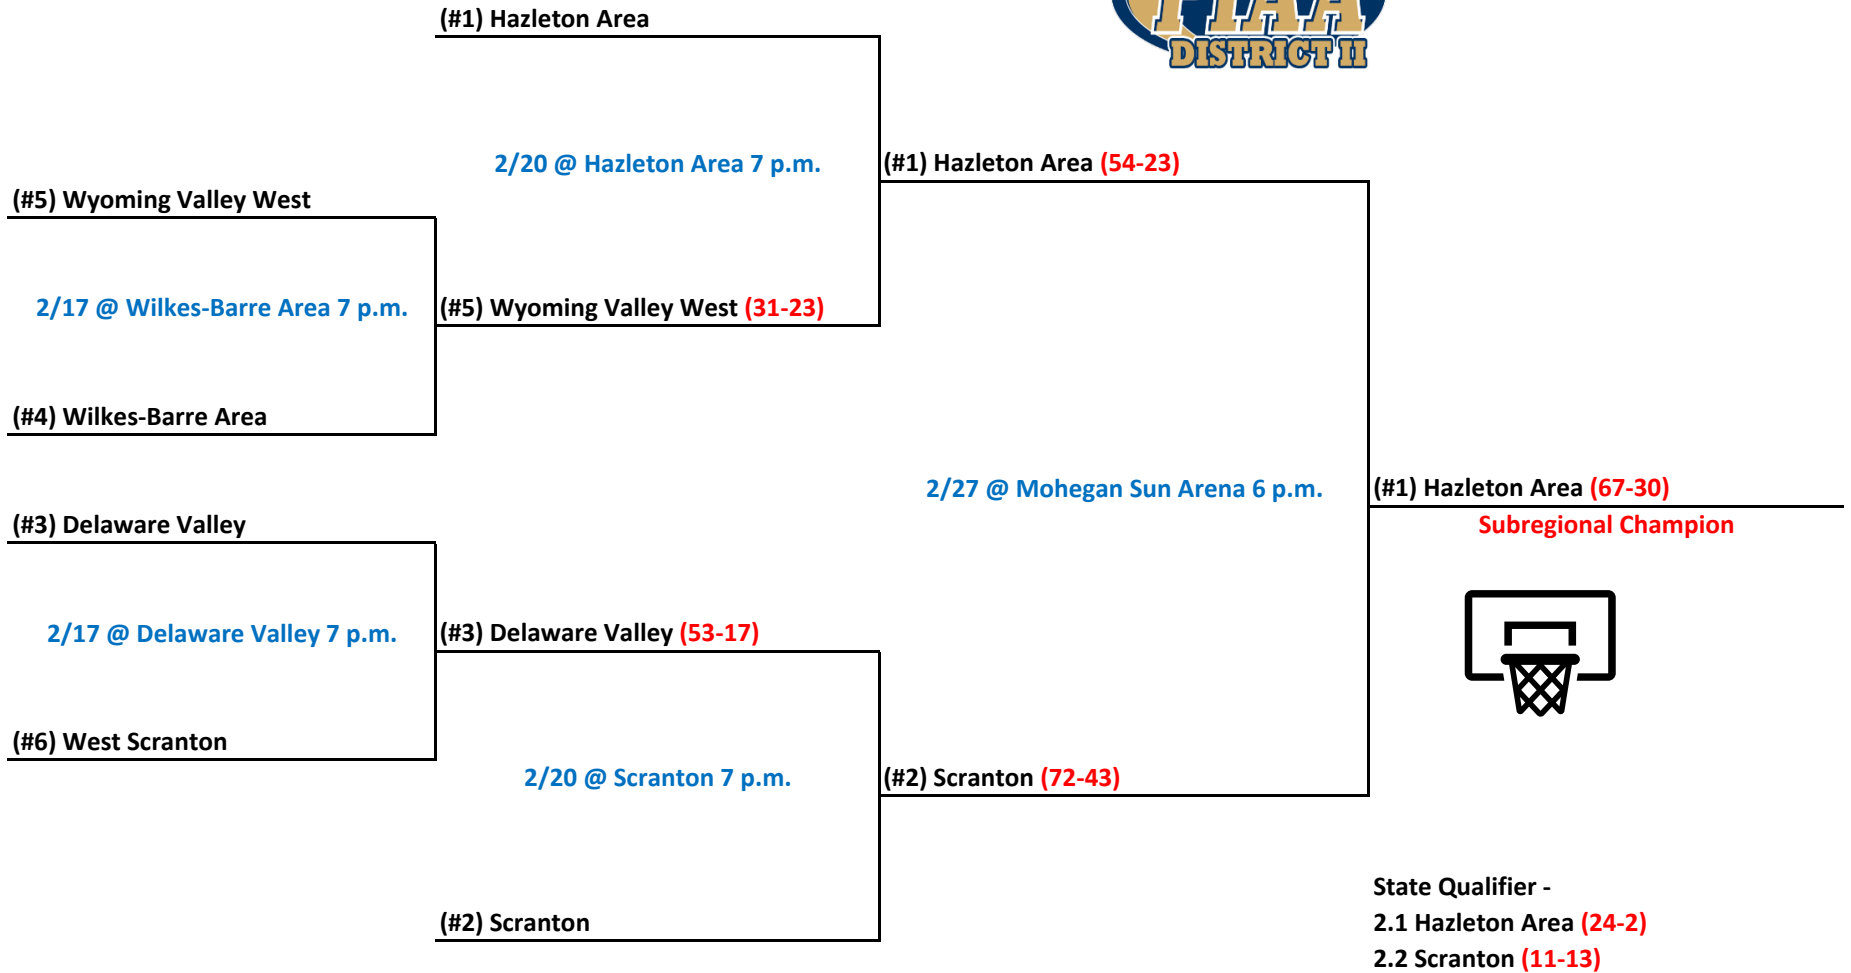 (#1) Hazleton Area
PIAA
DISTRICT II
2/20 @ Hazleton Area 7 p.m.
(#1) Hazleton Area (54-23)
(#5) Wyoming Valley West
2/17 @ Wilkes-Barre Area 7 p.m.
(#5) Wyoming Valley West (31-23)
(#4) Wilkes-Barre Area
2/27 @ Mohegan Sun Arena 6 p.m.
(#1) Hazleton Area (67-30)
Subregional Champion
(#3) Delaware Valley
2/17 @ Delaware Valley 7 p.m.
(#3) Delaware Valley (53-17)
(#6) West Scranton
2/20 @ Scranton 7 p.m.
(#2) Scranton (72-43)
(#2) Scranton
State Qualifier -
2.1 Hazleton Area (24-2)
2.2 Scranton (11-13)